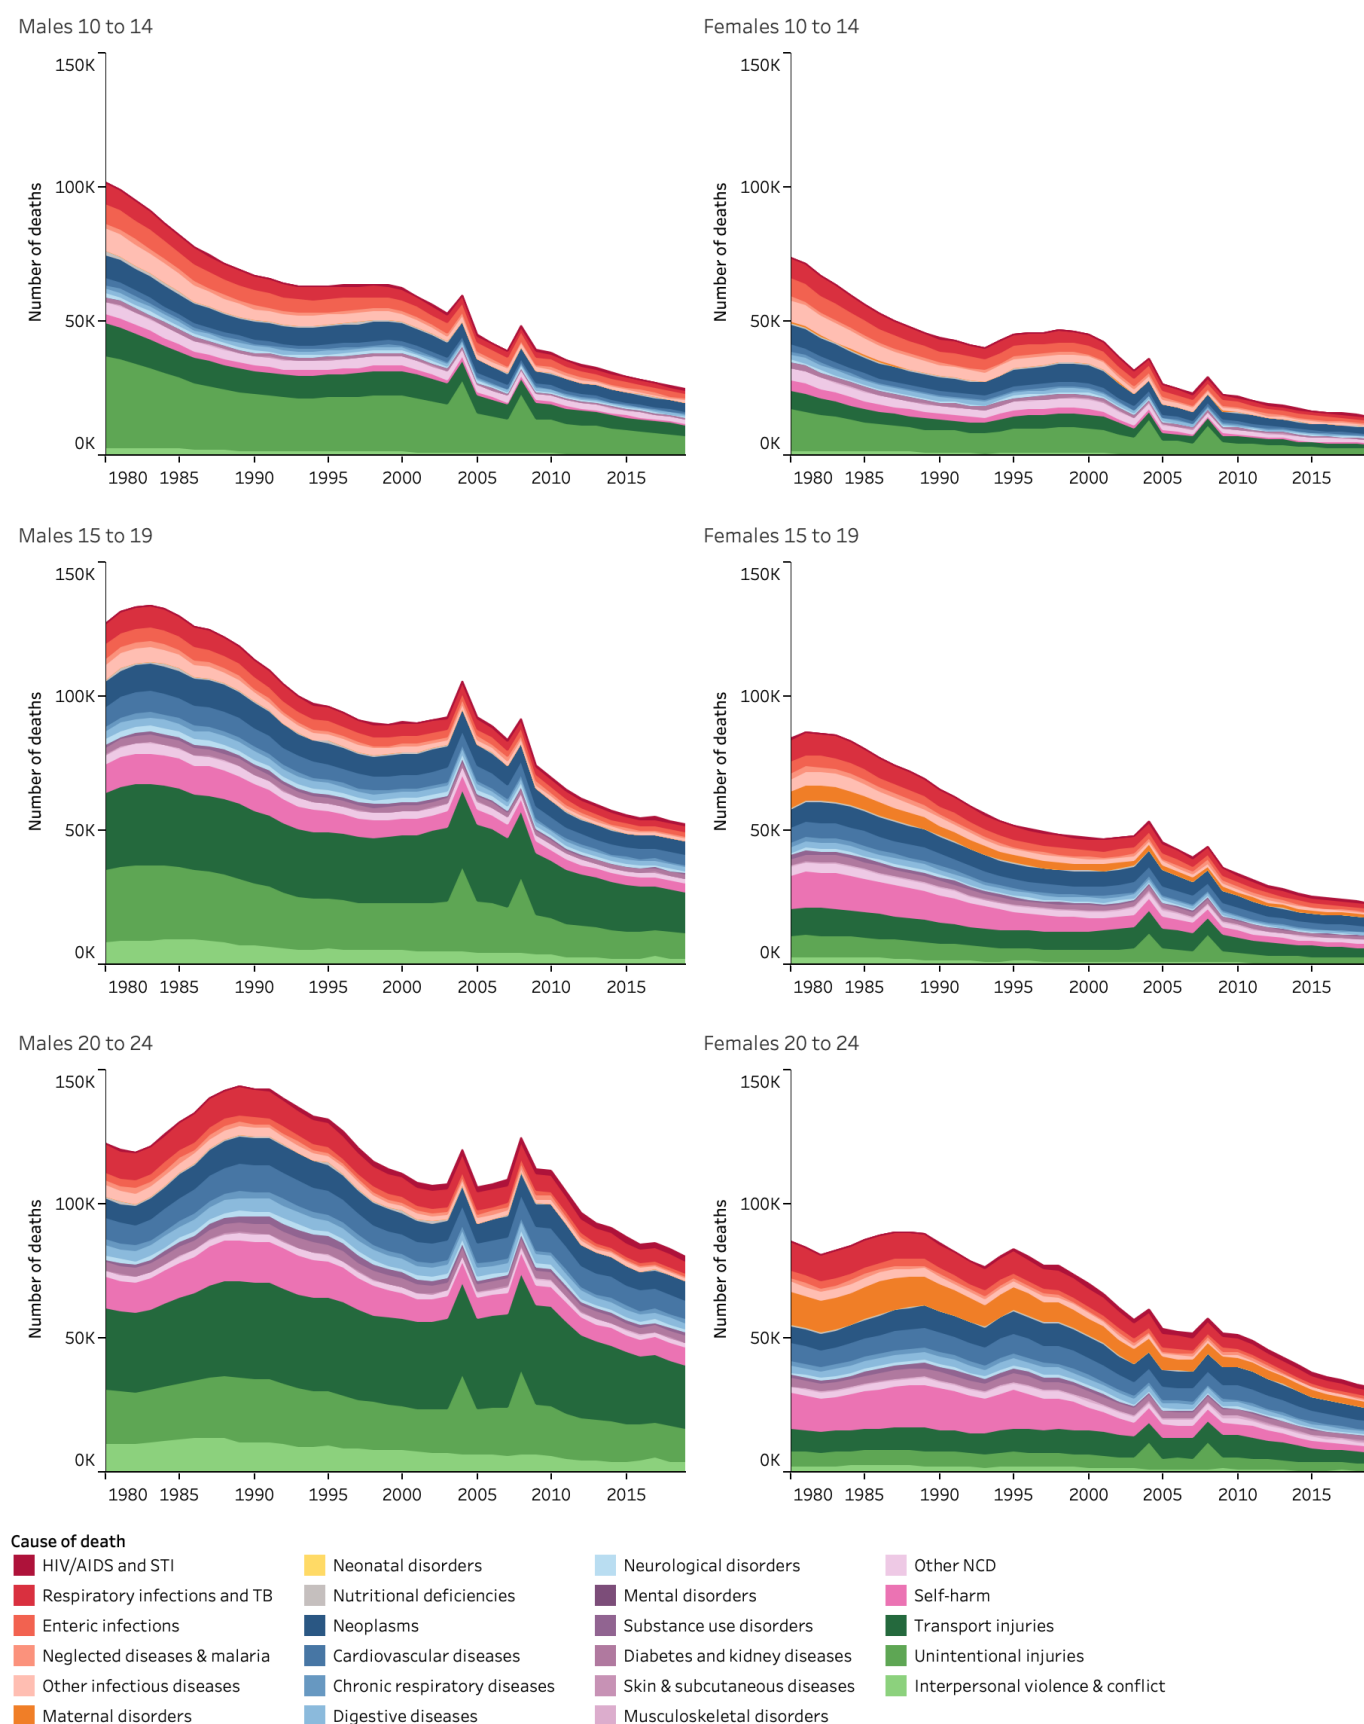 Males 10 to 14
Females 10 to 14
Number of deaths
150K
100K
50K
0K
1980 1985 1990 1995 2000 2005 2010 2015
Number of deaths
150K
100K
50K
0K
1980 1985 1990 1995 2000 2005 2010 2015
Males 15 to 19
Females 15 to 19
Number of deaths
150K
100K
50K
0K
1980 1985 1990 1995 2000 2005 2010 2015
Number of deaths
150K
100K
50K
0K
1980 1985 1990 1995 2000 2005 2010 2015
Males 20 to 24
Females 20 to 24
Number of deaths
150K
100K
50K
0K
1980 1985 1990 1995 2000 2005 2010 2015
Number of deaths
150K
100K
50K
0K
1980 1985 1990 1995 2000 2005 2010 2015
Cause of death
HIV/AIDS and STI
Respiratory infections and TB
Enteric infections
Neglected diseases & malaria
Other infectious diseases
Maternal disorders
Neonatal disorders
Nutritional deficiencies
Neoplasms
Cardiovascular diseases
Chronic respiratory diseases
Digestive diseases
Neurological disorders
Mental disorders
Substance use disorders
Diabetes and kidney diseases
Skin & subcutaneous diseases
Musculoskeletal disorders
Other NCD
Self-harm
Transport injuries
Unintentional injuries
Interpersonal violence & conflict